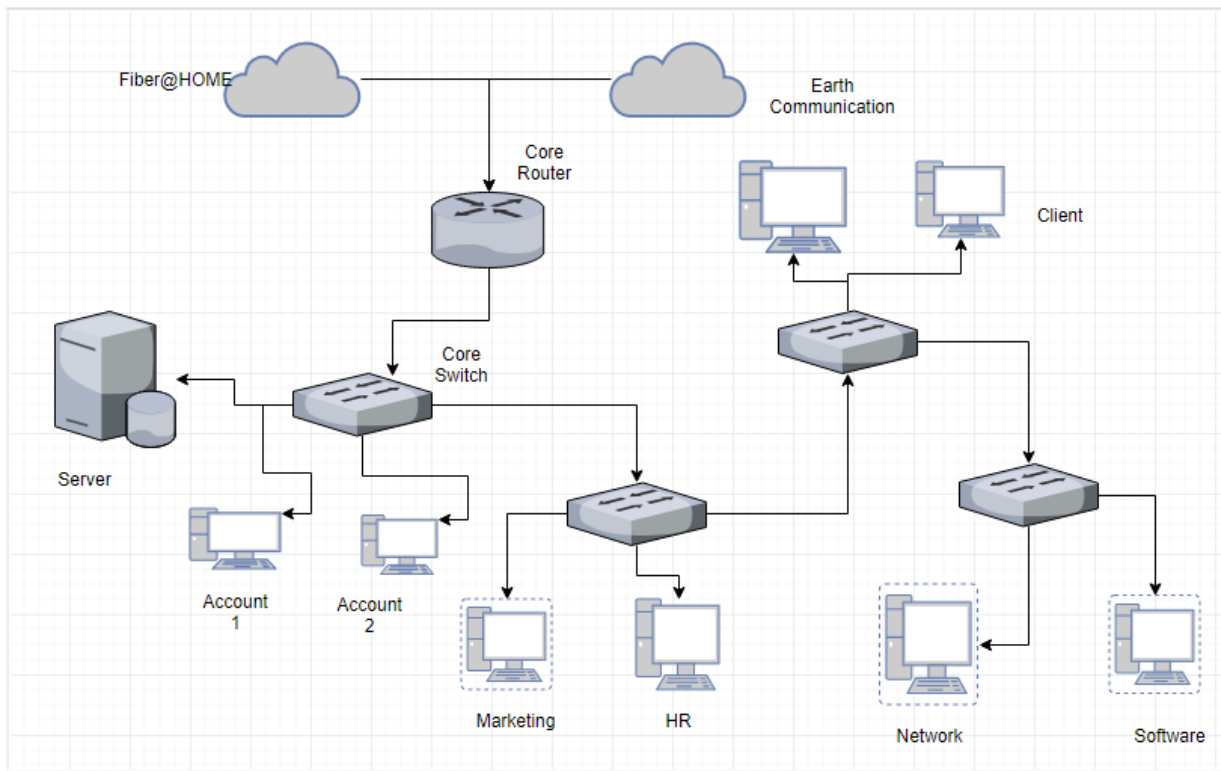 Fiber@HOME
Earth
Communication
Core
Router
Client
Core
Switch
Server
Account
1
Account
2
Marketing
HR
Network
Software